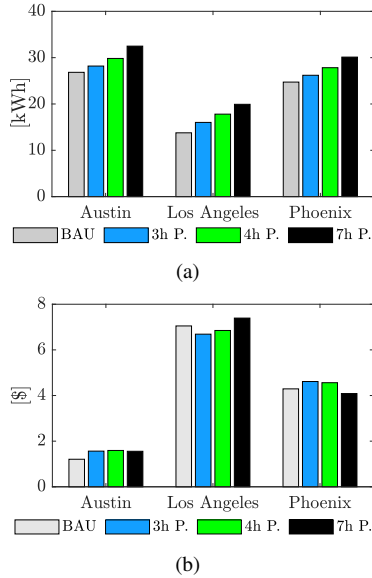 40
30
20
10
0
[kWh]
Austin Los Angeles Phoenix
BAU 3h P. 4h P. 7h P.
(a)
8
6
4
2
0
[$]
Austin Los Angeles Phoenix
BAU 3h P. 4h P. 7h P.
(b)